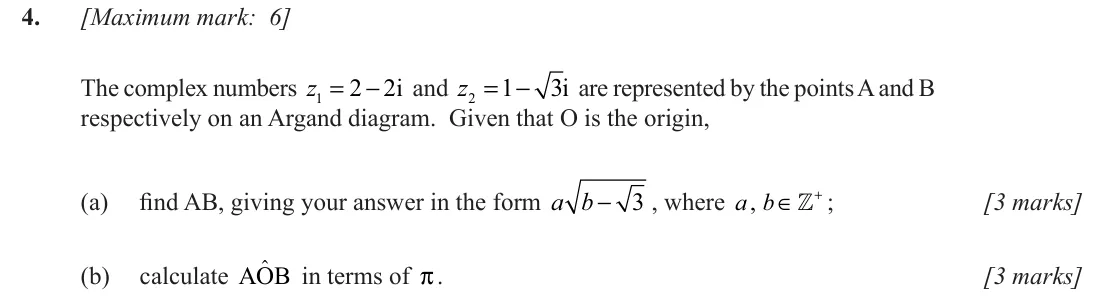 4. [Maximum mark: 6]
The complex numbers z₁ = 2 − 2i and z₂ = 1 − √3i are represented by the points A and B
respectively on an Argand diagram. Given that O is the origin,
(a) find AB, giving your answer in the form a√(b − √3), where a, b ∈ ℤ⁺; [3 marks]
(b) calculate AÔB in terms of π. [3 marks]